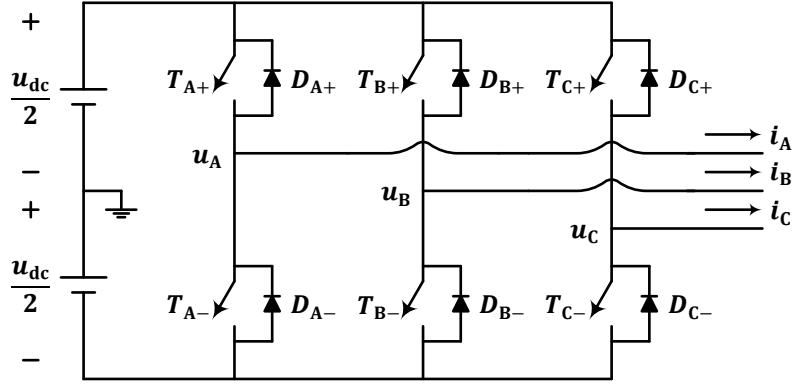 +
T_A+ D_A+ T_B+ D_B+ T_C+ D_C+
u_dc
2
i_A
u_A
−
i_B
u_B
+
i_C
u_C
u_dc
2
T_A− D_A− T_B− D_B− T_C− D_C−
−